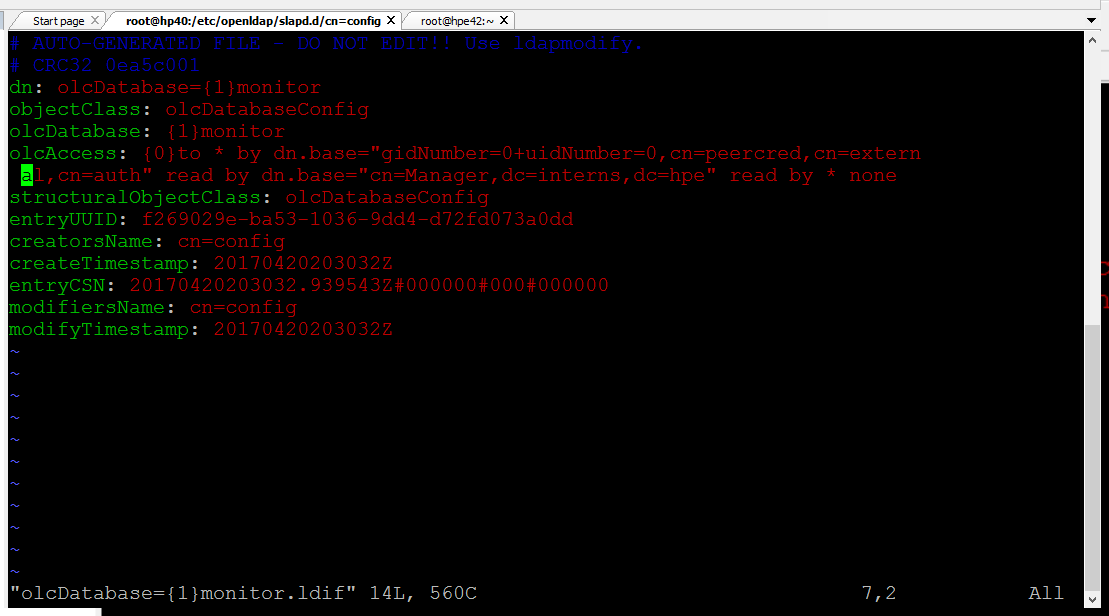 Start page
root@hp40:/etc/openldap/slapd.d/cn=config
root@hpe42:~
# AUTO-GENERATED FILE - DO NOT EDIT!! Use ldapmodify.
# CRC32 0ea5c001
dn: olcDatabase={1}monitor
objectClass: olcDatabaseConfig
olcDatabase: {1}monitor
olcAccess: {0}to * by dn.base="gidNumber=0+uidNumber=0,cn=peercred,cn=extern
 al,cn=auth" read by dn.base="cn=Manager,dc=interns,dc=hpe" read by * none
structuralObjectClass: olcDatabaseConfig
entryUUID: f269029e-ba53-1036-9dd4-d72fd073a0dd
creatorsName: cn=config
createTimestamp: 20170420203032Z
entryCSN: 20170420203032.939543Z#000000#000#000000
modifiersName: cn=config
modifyTimestamp: 20170420203032Z
~
~
~
~
~
~
~
~
~
~
~
"olcDatabase={1}monitor.ldif" 14L, 560C 7,2 All